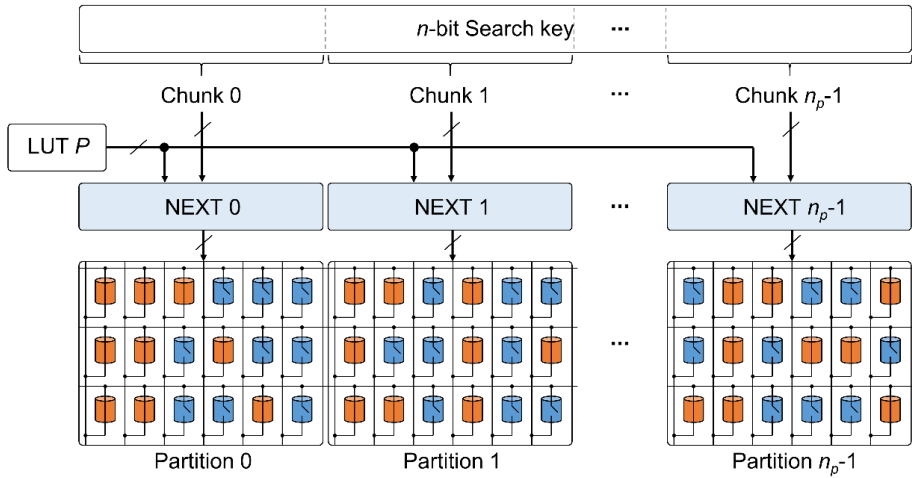 n-bit Search key ...
Chunk 0 Chunk 1 ... Chunk nₚ-1
LUT P
NEXT 0 NEXT 1 ... NEXT nₚ-1
...
Partition 0 Partition 1 Partition nₚ-1